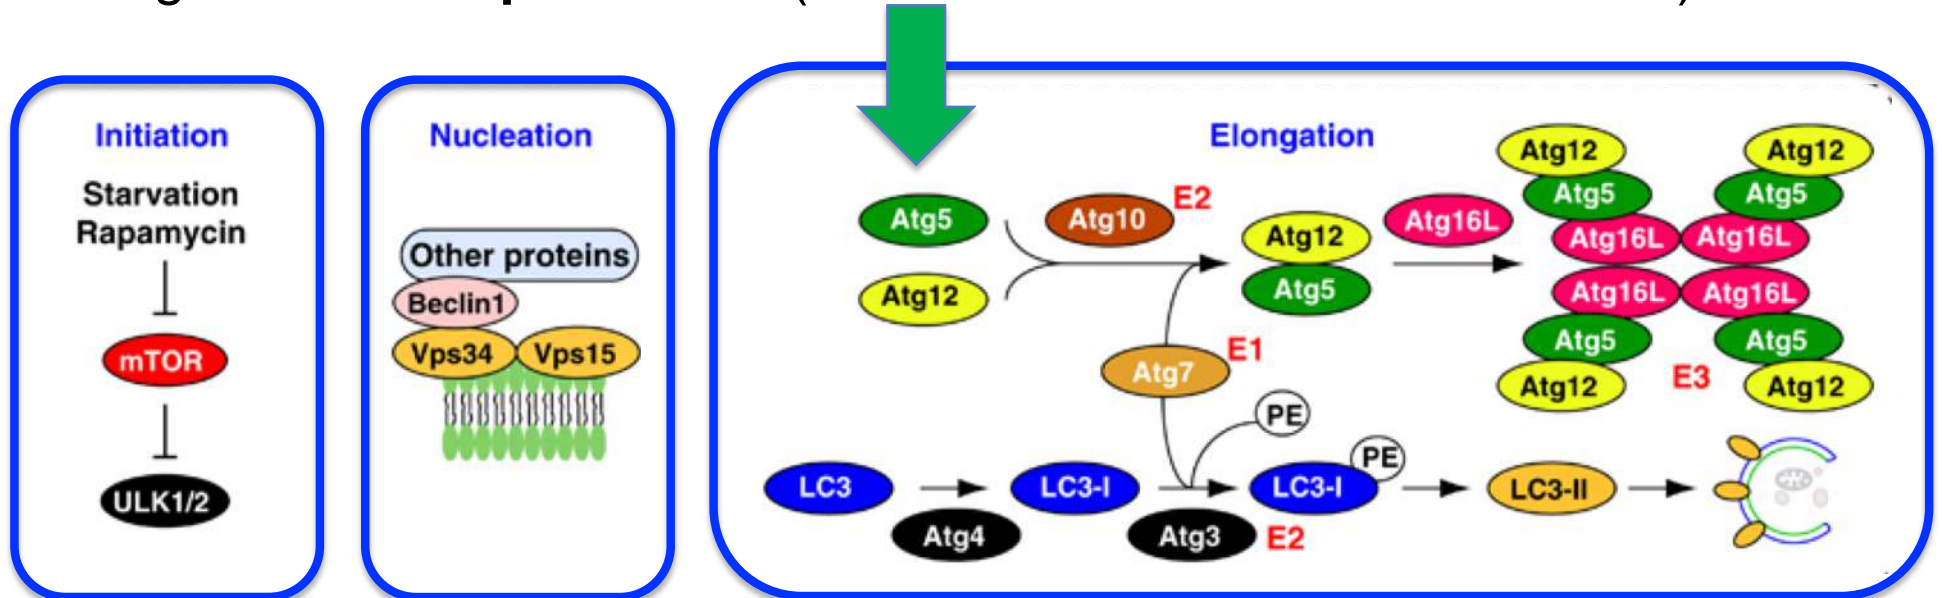 Initiation
Starvation
Rapamycin
mTOR
ULK1/2
Nucleation
Other proteins
Beclin1
Vps34 Vps15
Elongation
Atg5 Atg10 E2
Atg12
Atg12
Atg5
Atg16L
Atg12 Atg12
Atg5 Atg5
Atg16L Atg16L
Atg16L Atg16L
Atg5 Atg5
Atg12 E3 Atg12
Atg7 E1
PE
LC3 LC3-I LC3-I PE LC3-II
Atg4 Atg3 E2